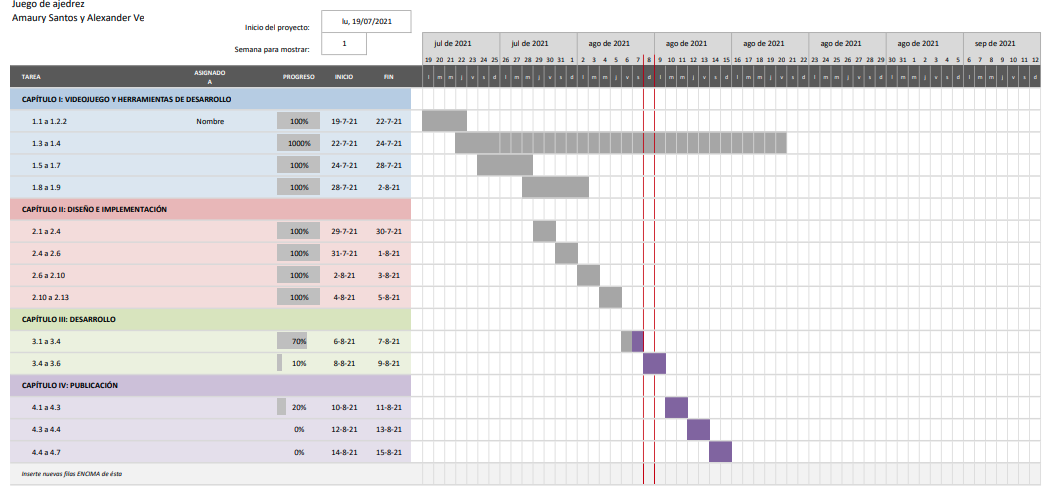 Juego de ajedrez
Amaury Santos y Alexander Ve
Inicio del proyecto: lu, 19/07/2021
Semana para mostrar: 1
jul de 2021 jul de 2021 ago de 2021 ago de 2021 ago de 2021 ago de 2021 sep de 2021
19 20 21 22 23 24 25 26 27 28 29 30 31 1 2 3 4 5 6 7 8 9 10 11 12 13 14 15 16 17 18 19 20 21 22 23 24 25 26 27 28 29 30 31 1 2 3 4 5 6 7 8 9 10 11 12
TAREA ASIGNADO A PROGRESO INICIO FIN l m m j v s d l m m j v s d l m m j v s d l m m j v s d l m m j v s d l m m j v s d l m m j v s d l m m j v s d
CAPÍTULO I: VIDEOJUEGO Y HERRAMIENTAS DE DESARROLLO
1.1 a 1.2.2 Nombre 100% 19-7-21 22-7-21
1.3 a 1.4 1000% 22-7-21 24-7-21
1.5 a 1.7 100% 24-7-21 28-7-21
1.8 a 1.9 100% 28-7-21 2-8-21
CAPÍTULO II: DISEÑO E IMPLEMENTACIÓN
2.1 a 2.4 100% 29-7-21 30-7-21
2.4 a 2.6 100% 31-7-21 1-8-21
2.6 a 2.10 100% 2-8-21 3-8-21
2.10 a 2.13 100% 4-8-21 5-8-21
CAPÍTULO III: DESARROLLO
3.1 a 3.4 70% 6-8-21 7-8-21
3.4 a 3.6 10% 8-8-21 9-8-21
CAPÍTULO IV: PUBLICACIÓN
4.1 a 4.3 20% 10-8-21 11-8-21
4.3 a 4.4 0% 12-8-21 13-8-21
4.4 a 4.7 0% 14-8-21 15-8-21
Inserte nuevas filas ENCIMA de ésta